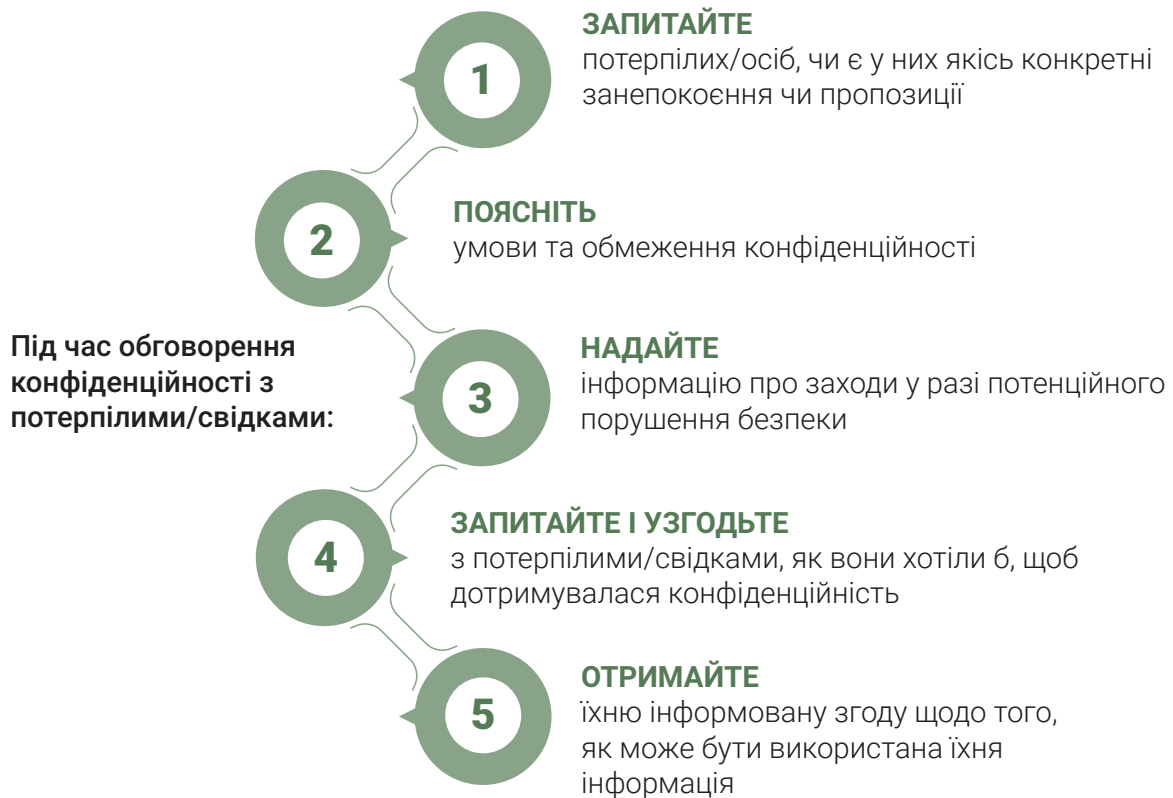 1
ЗАПИТАЙТЕ
потерпілих/осіб, чи є у них якісь конкретні
занепокоєння чи пропозиції
2
ПОЯСНІТЬ
умови та обмеження конфіденційності
Під час обговорення
конфіденційності з
потерпілими/свідками:
3
НАДАЙТЕ
інформацію про заходи у разі потенційного
порушення безпеки
4
ЗАПИТАЙТЕ І УЗГОДЬТЕ
з потерпілими/свідками, як вони хотіли б, щоб
дотримувалася конфіденційність
5
ОТРИМАЙТЕ
їхню інформовану згоду щодо того,
як може бути використана їхня
інформація